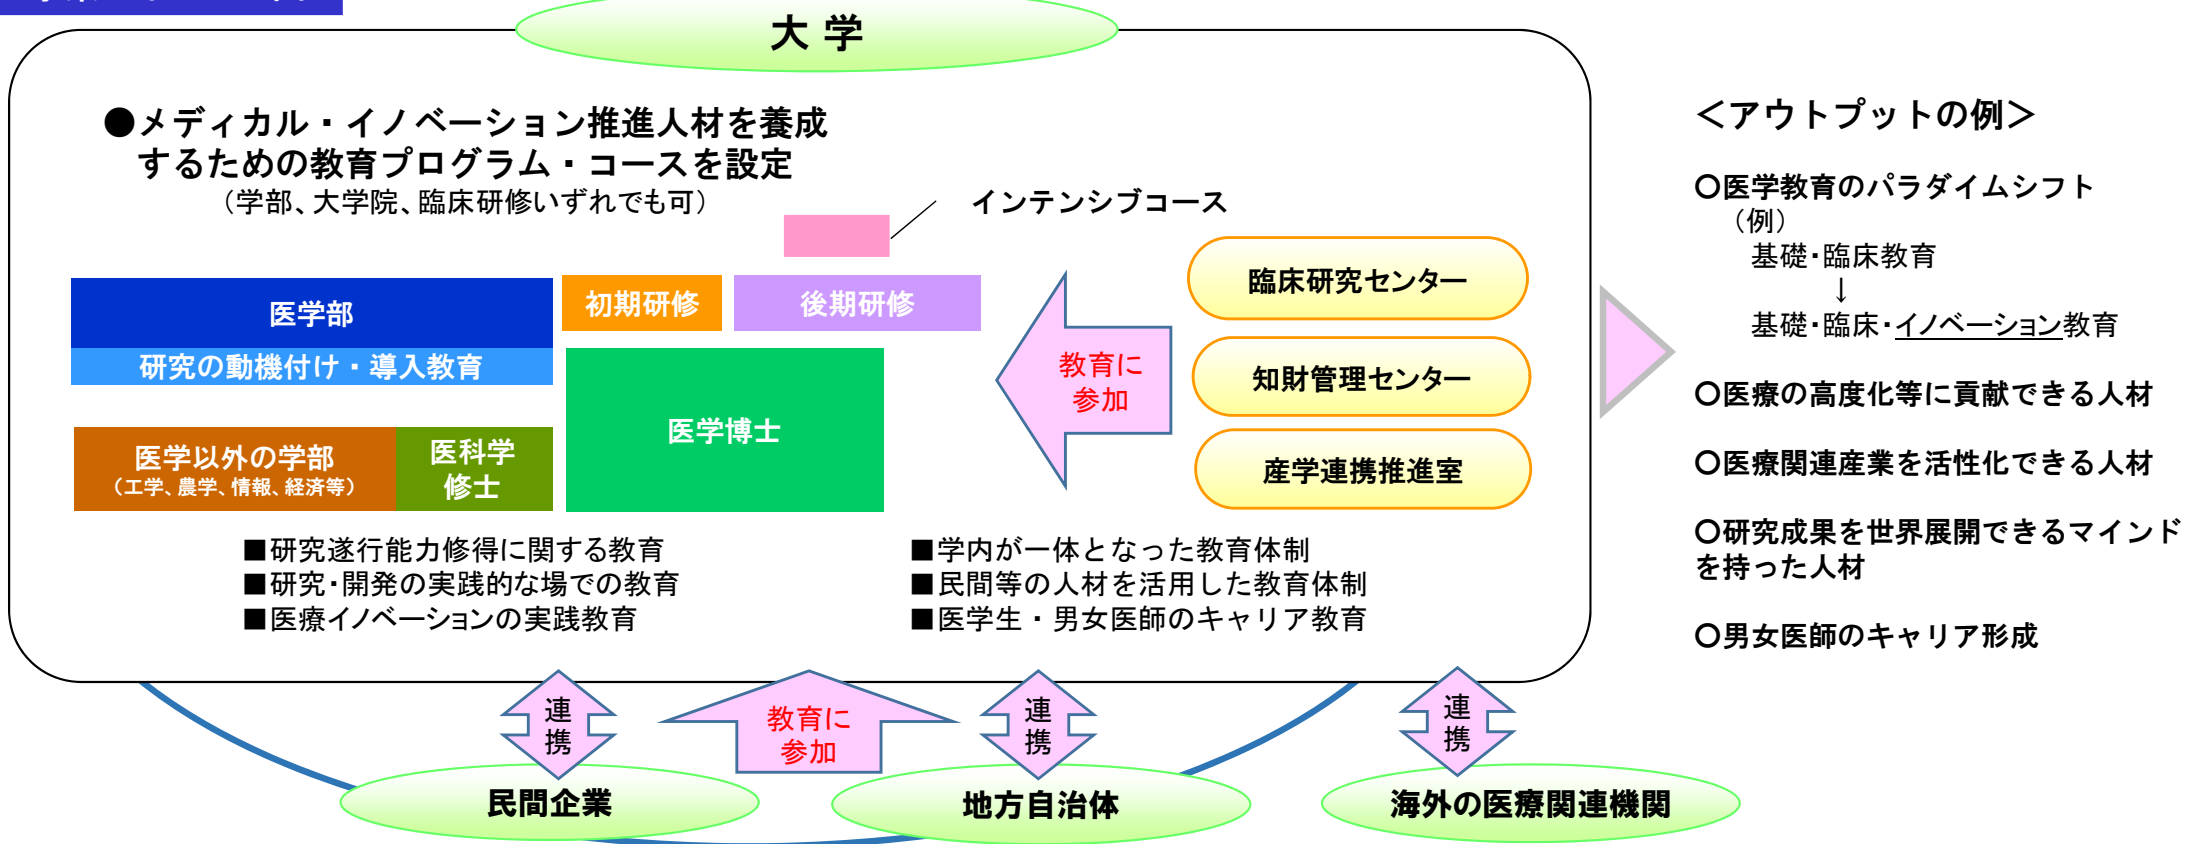 大学
●メディカル・イノベーション推進人材を養成
するための教育プログラム・コースを設定
（学部、大学院、臨床研修いずれでも可）
インテンシブコース
医学部
研究の動機付け・導入教育
初期研修
後期研修
医学以外の学部
（工学、農学、情報、経済等）
医科学
修士
医学博士
教育に
参加
臨床研究センター
知財管理センター
産学連携推進室
■研究遂行能力修得に関する教育
■研究・開発の実践的な場での教育
■医療イノベーションの実践教育
■学内が一体となった教育体制
■民間等の人材を活用した教育体制
■医学生・男女医師のキャリア教育
連
携
教育に
参加
連
携
連
携
民間企業
地方自治体
海外の医療関連機関
＜アウトプットの例＞
○医学教育のパラダイムシフト
（例）
基礎・臨床教育
↓
基礎・臨床・イノベーション教育
○医療の高度化等に貢献できる人材
○医療関連産業を活性化できる人材
○研究成果を世界展開できるマインド
を持った人材
○男女医師のキャリア形成